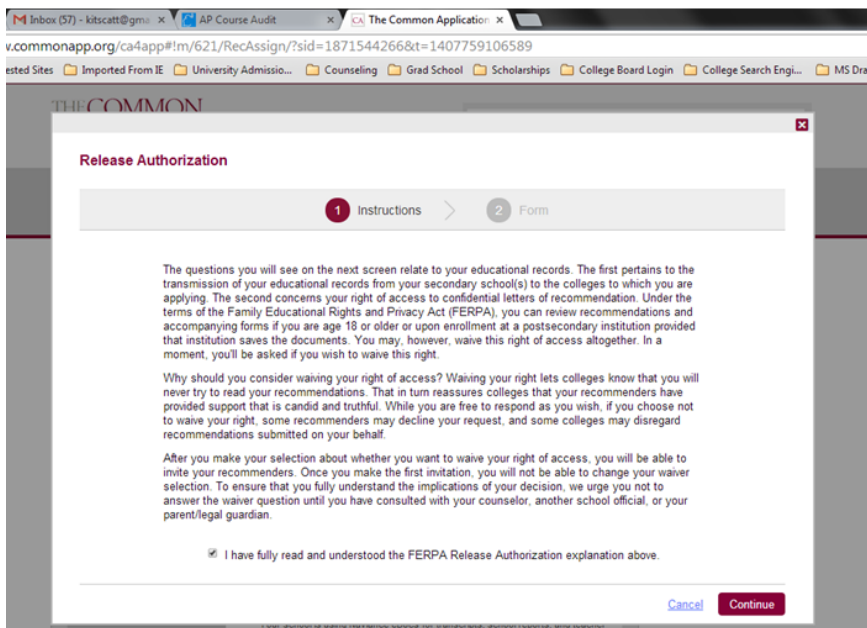 Inbox (57) - kitscatt@gma × AP Course Audit × CA The Common Application ×
w.commonapp.org/ca4app#!m/621/RecAssign/?sid=1871544266&t=1407759106589
ested Sites Imported From IE University Admissio... Counseling Grad School Scholarships College Board Login College Search Engi... MS Dra
THE COMMON
Release Authorization
1 Instructions 2 Form
The questions you will see on the next screen relate to your educational records. The first pertains to the
transmission of your educational records from your secondary school(s) to the colleges to which you are
applying. The second concerns your right of access to confidential letters of recommendation. Under the
terms of the Family Educational Rights and Privacy Act (FERPA), you can review recommendations and
accompanying forms if you are age 18 or older or upon enrollment at a postsecondary institution provided
that institution saves the documents. You may, however, waive this right of access altogether. In a
moment, you'll be asked if you wish to waive this right.
Why should you consider waiving your right of access? Waiving your right lets colleges know that you will
never try to read your recommendations. That in turn reassures colleges that your recommenders have
provided support that is candid and truthful. While you are free to respond as you wish, if you choose not
to waive your right, some recommenders may decline your request, and some colleges may disregard
recommendations submitted on your behalf.
After you make your selection about whether you want to waive your right of access, you will be able to
invite your recommenders. Once you make the first invitation, you will not be able to change your waiver
selection. To ensure that you fully understand the implications of your decision, we urge you not to
answer the waiver question until you have consulted with your counselor, another school official, or your
parent/legal guardian.
I have fully read and understood the FERPA Release Authorization explanation above.
Cancel Continue